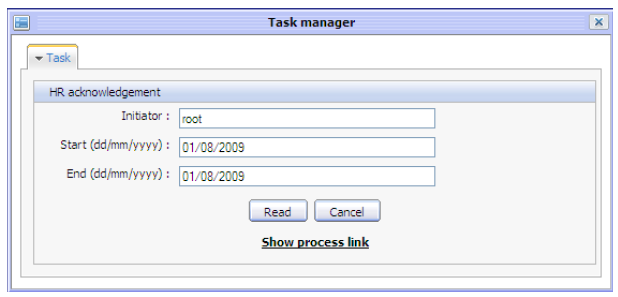 Task manager
Task
HR acknowledgement
Initiator : root
Start (dd/mm/yyyy) : 01/08/2009
End (dd/mm/yyyy) : 01/08/2009
Read Cancel
Show process link